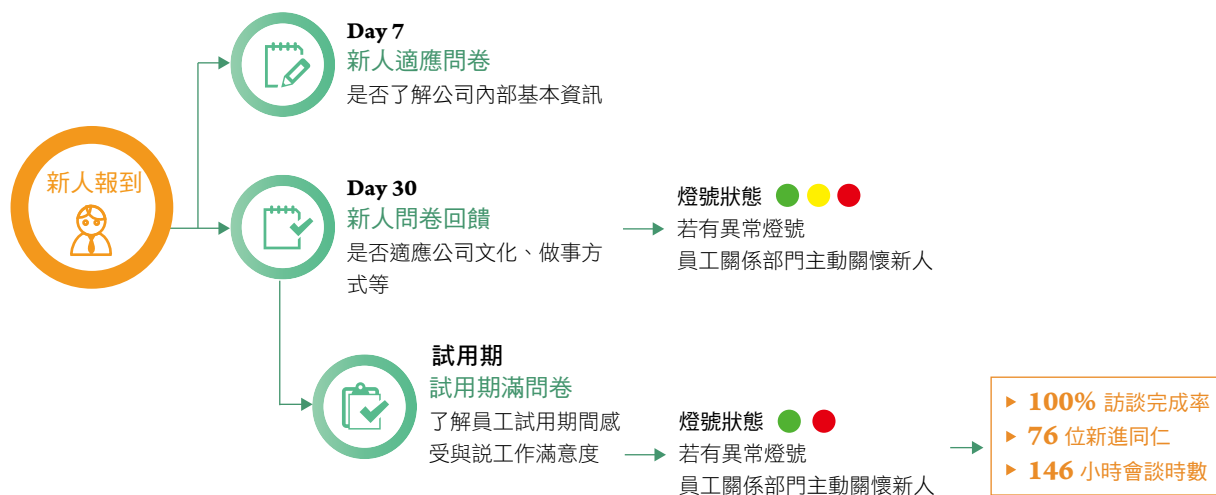 新人報到
Day 7
新人適應問卷
是否了解公司內部基本資訊
Day 30
新人問卷回饋
是否適應公司文化、做事方
式等
燈號狀態
若有異常燈號
員工關係部門主動關懷新人
試用期
試用期滿問卷
了解員工試用期間感
受與説工作滿意度
燈號狀態
若有異常燈號
員工關係部門主動關懷新人
100% 訪談完成率
76 位新進同仁
146 小時會談時數